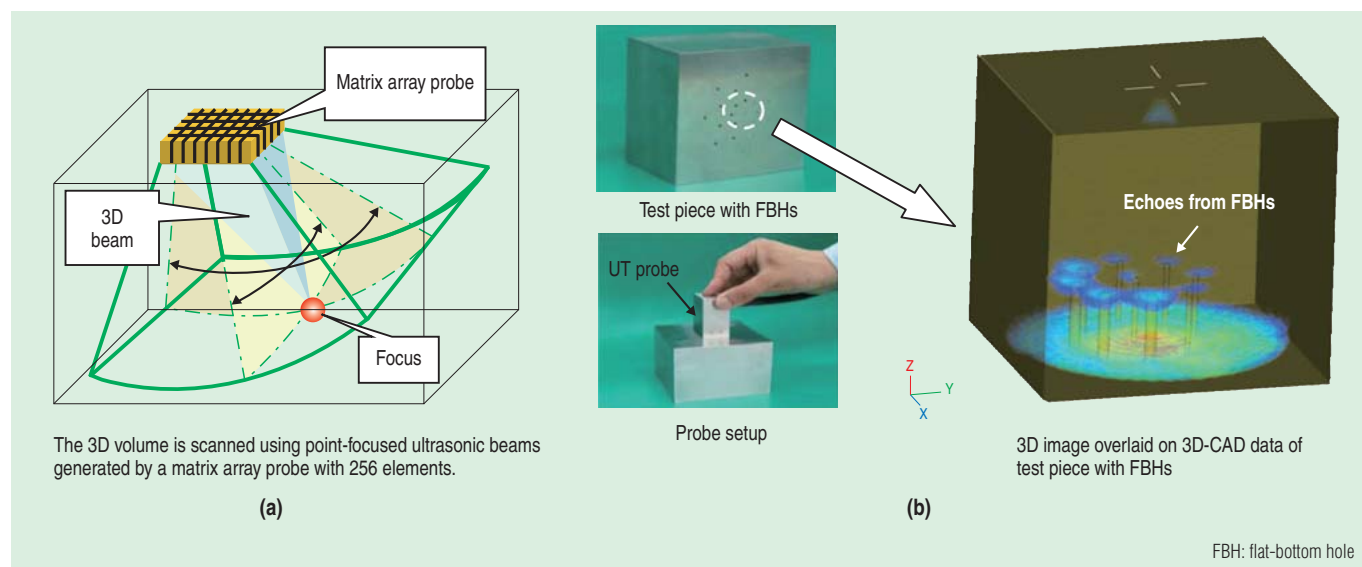 Matrix array probe
3D
beam
Focus
The 3D volume is scanned using point-focused ultrasonic beams
generated by a matrix array probe with 256 elements.
(a)
Test piece with FBHs
UT probe
Probe setup
Echoes from FBHs
Z
Y
X
3D image overlaid on 3D-CAD data of
test piece with FBHs
(b)
FBH: flat-bottom hole